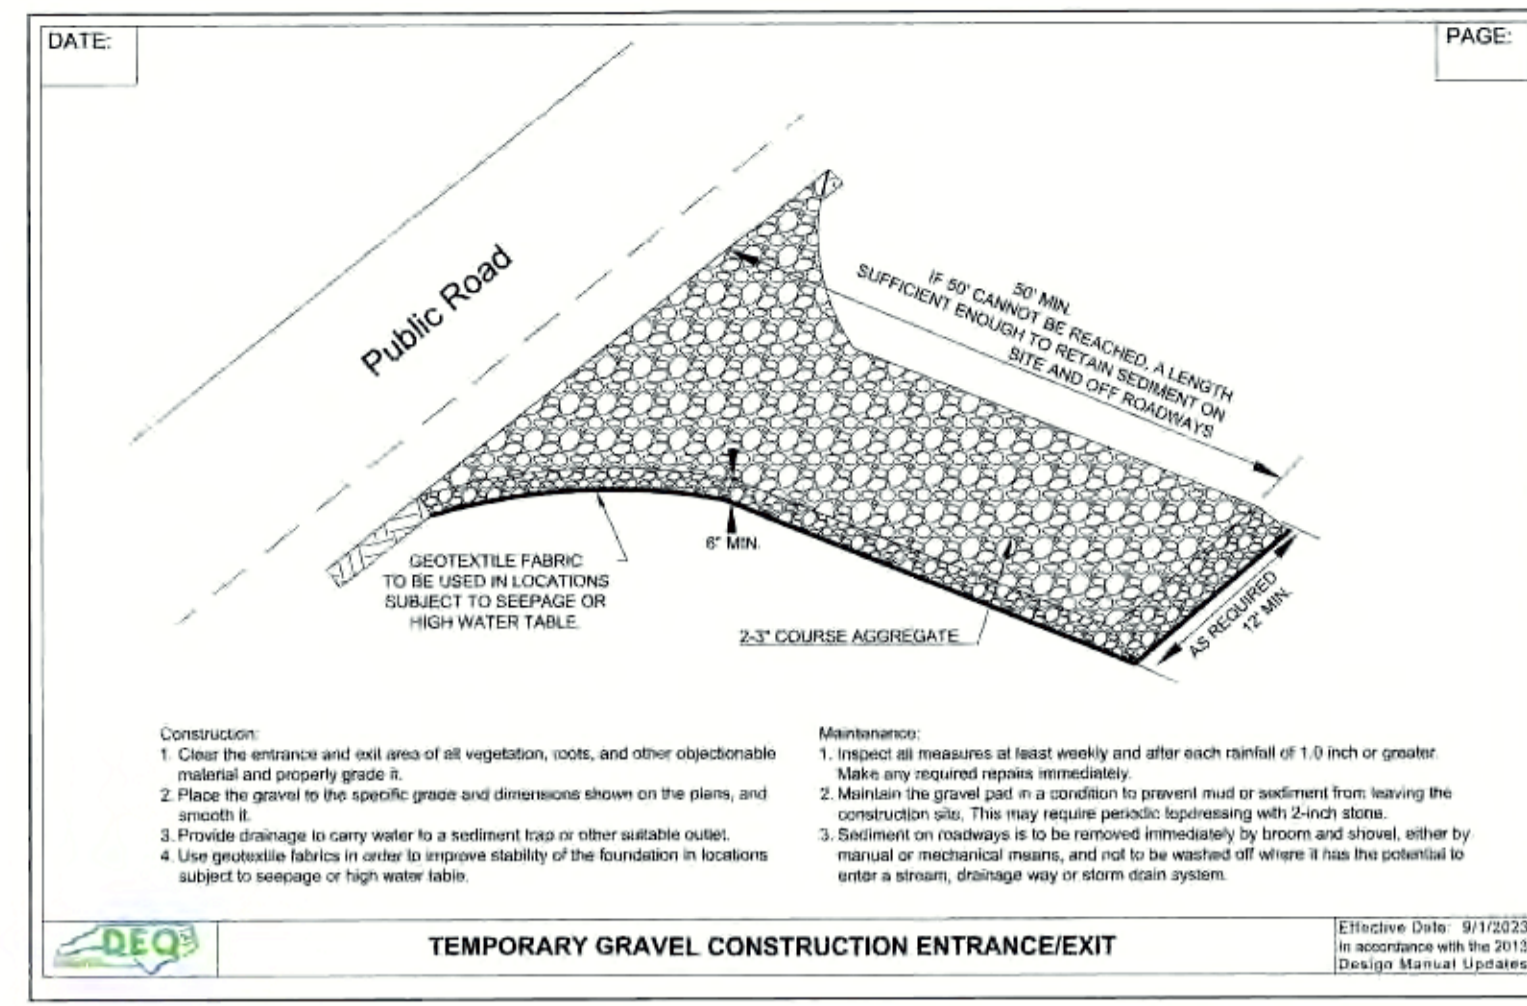 DATE:
PAGE:
Public Road
50' MIN.
IF 50' CANNOT BE REACHED, A LENGTH
SUFFICIENT ENOUGH TO RETAIN SEDIMENT ON
SITE AND OFF ROADWAYS
6" MIN.
GEOTEXTILE FABRIC
TO BE USED IN LOCATIONS
SUBJECT TO SEEPAGE OR
HIGH WATER TABLE.
2-3" COURSE AGGREGATE
AS REQUIRED
12' MIN.
Construction:
1. Clear the entrance and exit area of all vegetation, roots, and other objectionable
material and properly grade it.
2. Place the gravel to the specific grade and dimensions shown on the plans, and
smooth it.
3. Provide drainage to carry water to a sediment trap or other suitable outlet.
4. Use geotextile fabrics in order to improve stability of the foundation in locations
subject to seepage or high water table.
Maintenance:
1. Inspect all measures at least weekly and after each rainfall of 1.0 inch or greater.
Make any required repairs immediately.
2. Maintain the gravel pad in a condition to prevent mud or sediment from leaving the
construction site. This may require periodic topdressing with 2-inch stone.
3. Sediment on roadways is to be removed immediately by broom and shovel, either by
manual or mechanical means, and not to be washed off where it has the potential to
enter a stream, drainage way or storm drain system.
DEQ
TEMPORARY GRAVEL CONSTRUCTION ENTRANCE/EXIT
Effective Date: 9/1/2023
In accordance with the 2013
Design Manual Updates